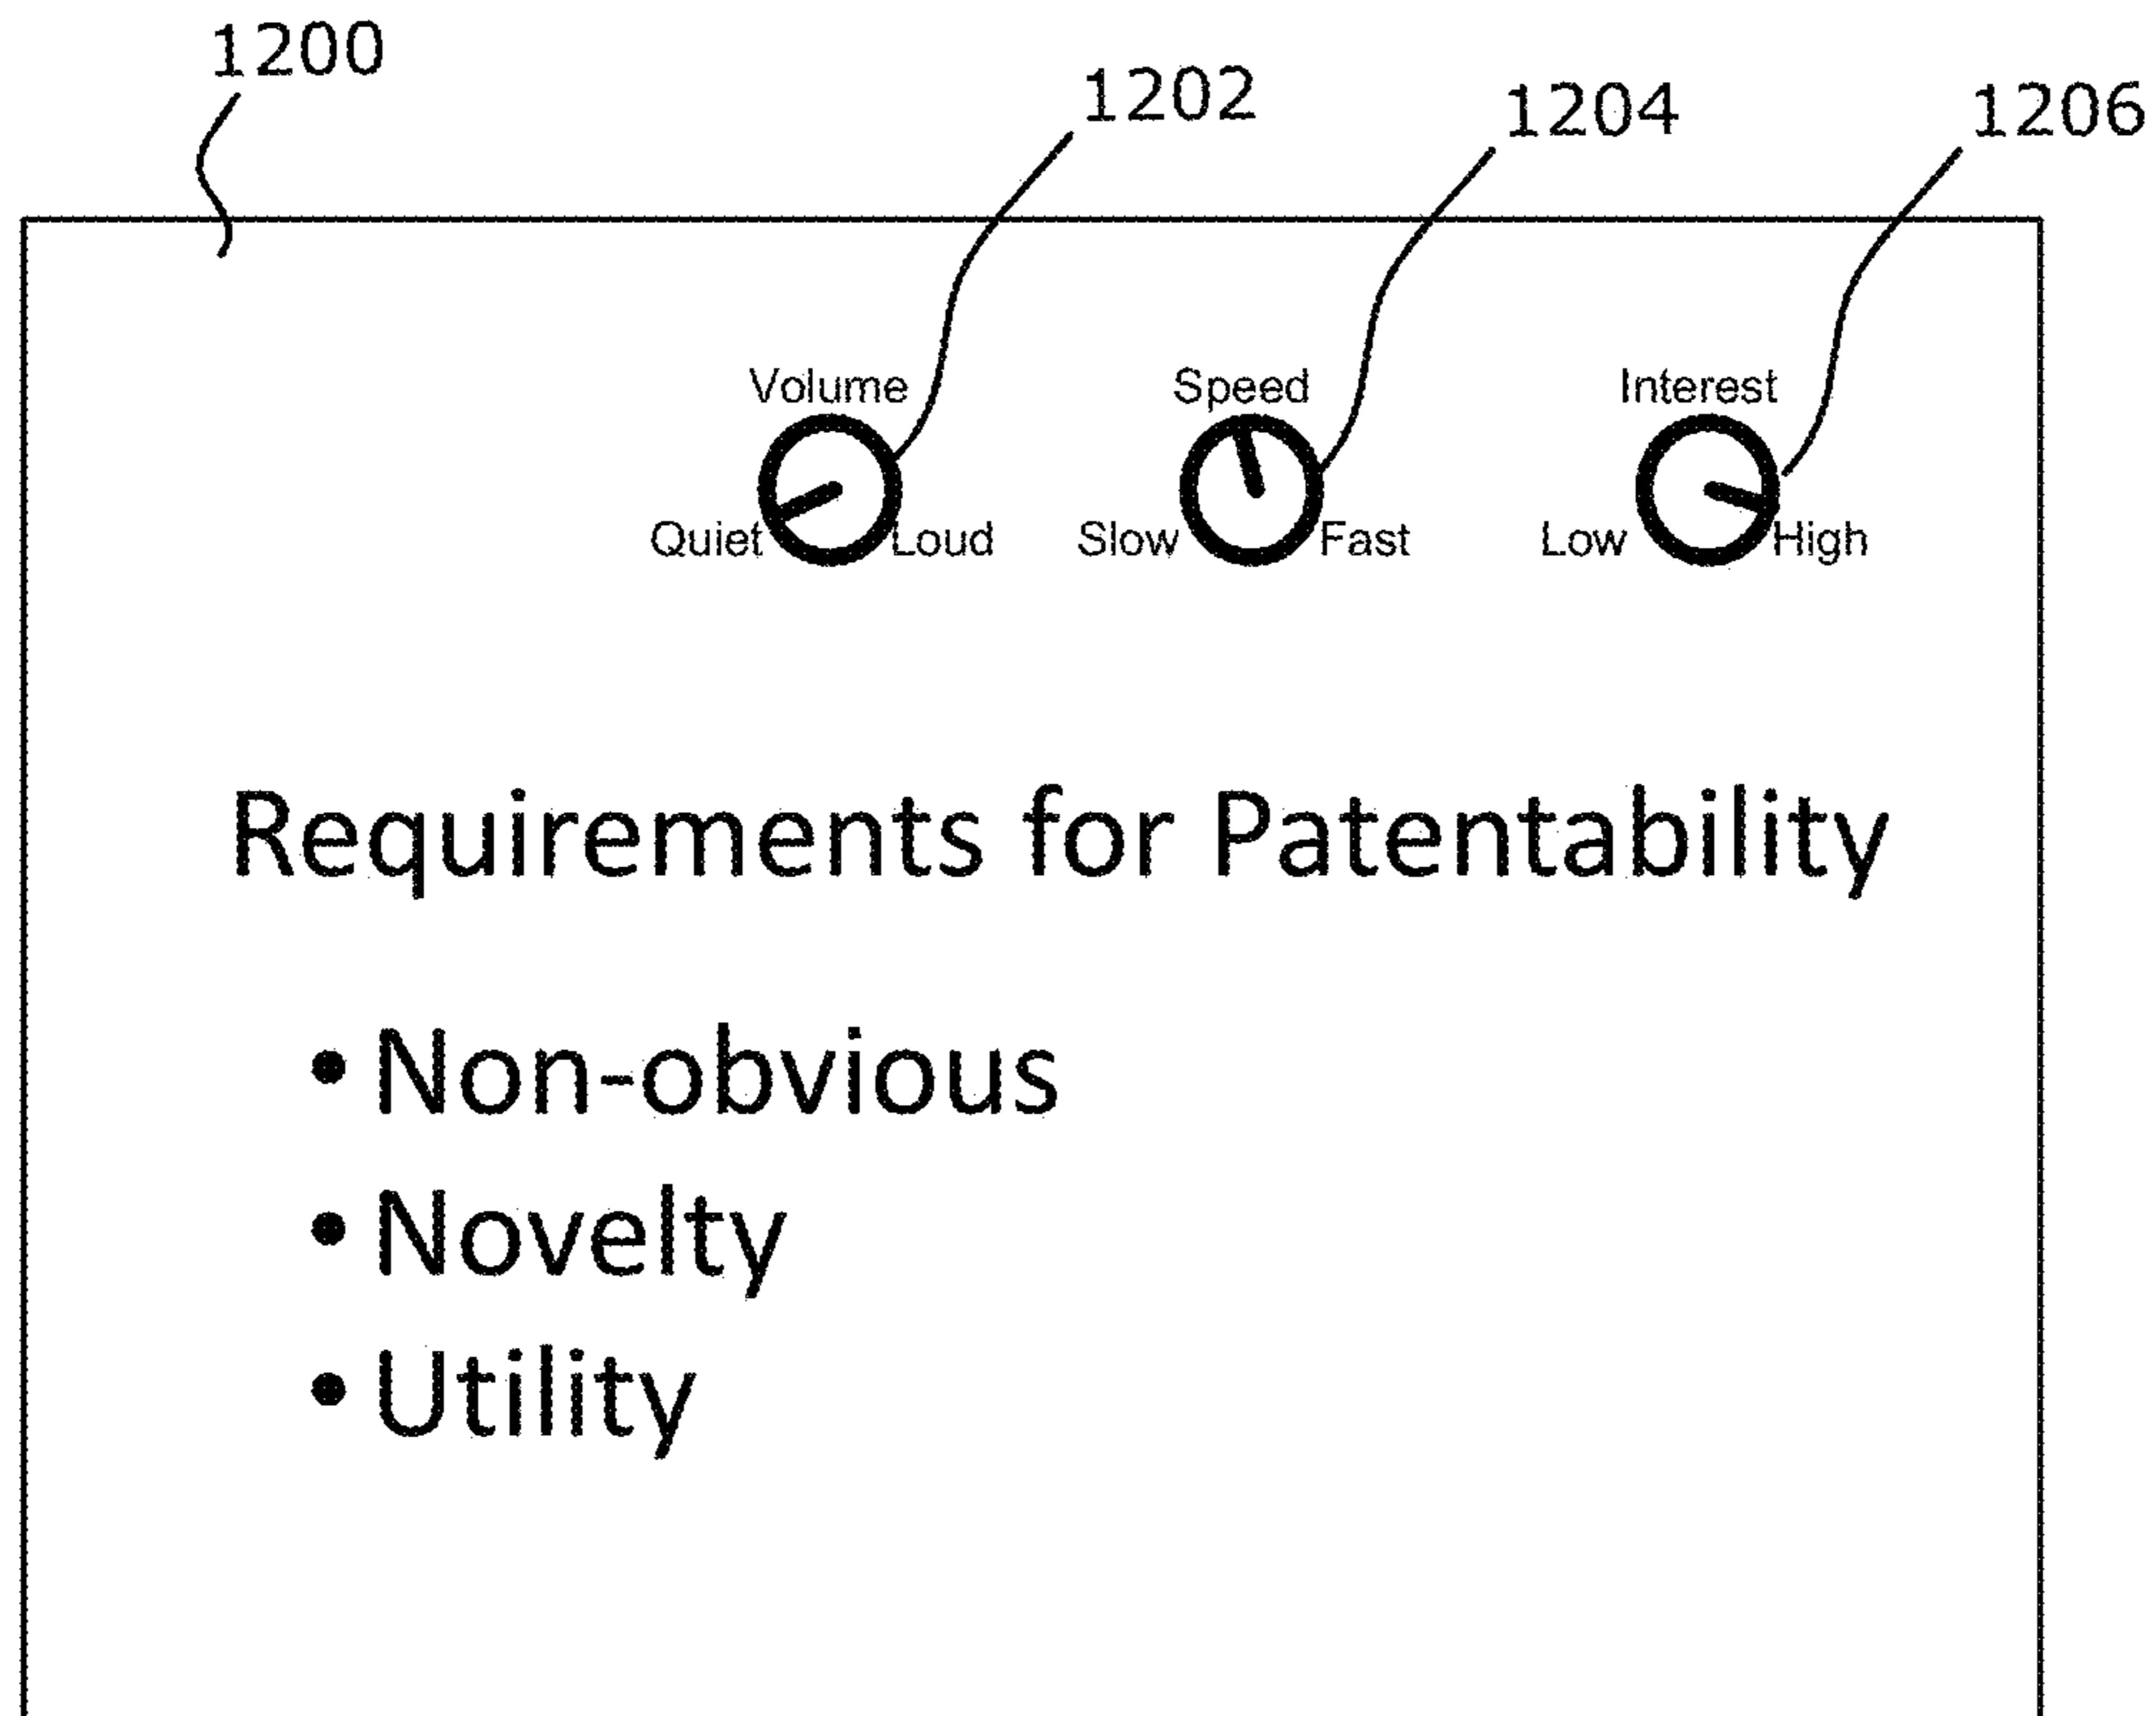 1200
1202
1204
1206
Volume Speed Interest
Quiet Loud Slow Fast Low High
Requirements for Patentability
• Non-obvious
• Novelty
• Utility